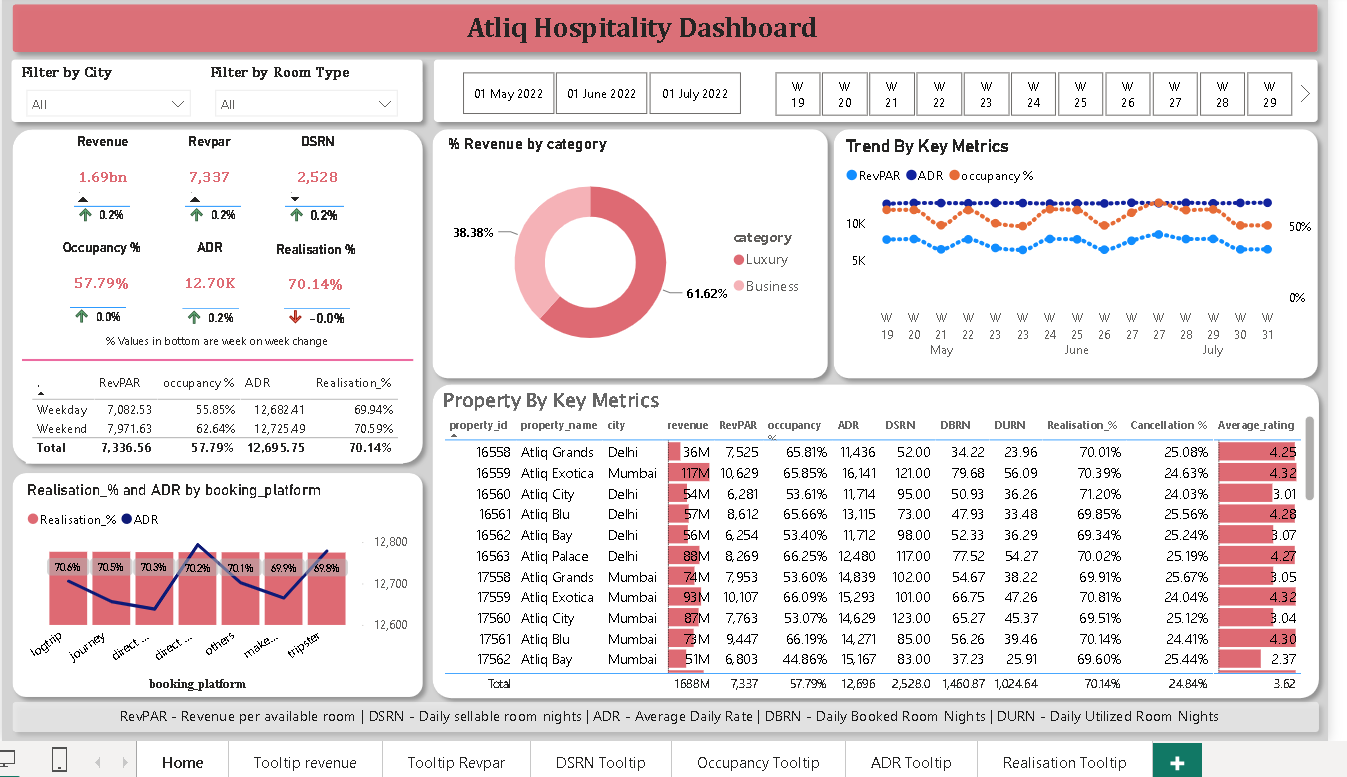 Atliq Hospitality Dashboard
Filter by City
Filter by Room Type
All
All
01 May 2022 01 June 2022 01 July 2022
W 19 W 20 W 21 W 22 W 23 W 24 W 25 W 26 W 27 W 28 W 29
Revenue Revpar DSRN
1.69bn 7,337 2,528
0.2% 0.2% 0.2%
Occupancy % ADR Realisation %
57.79% 12.70K 70.14%
0.0% 0.2% -0.0%
% Values in bottom are week on week change
. RevPAR occupancy % ADR Realisation_%
Weekday 7,082.53 55.85% 12,682.41 69.94%
Weekend 7,971.63 62.64% 12,725.49 70.59%
Total 7,336.56 57.79% 12,695.75 70.14%
% Revenue by category
38.38%
61.62%
category
Luxury
Business
Trend By Key Metrics
RevPAR ADR occupancy %
10K
5K
50%
0%
W 19 W 20 W 21 W 22 W 23 W 23 W 24 W 25 W 26 W 27 W 27 W 28 W 29 W 30 W 31
May June July
Realisation_% and ADR by booking_platform
Realisation_% ADR
12,800
12,700
12,600
70.6% 70.5% 70.3% 70.2% 70.1% 69.9% 69.8%
logtrip journey direct ... direct ... others make... tripster
booking_platform
Property By Key Metrics
property_id property_name city revenue RevPAR occupancy % ADR DSRN DBRN DURN Realisation_% Cancellation % Average_rating
16558 Atliq Grands Delhi 36M 7,525 65.81% 11,436 52.00 34.22 23.96 70.01% 25.08% 4.25
16559 Atliq Exotica Mumbai 117M 10,629 65.85% 16,141 121.00 79.68 56.09 70.39% 24.63% 4.32
16560 Atliq City Delhi 54M 6,281 53.61% 11,714 95.00 50.93 36.26 71.20% 24.03% 3.01
16561 Atliq Blu Delhi 57M 8,612 65.66% 13,115 73.00 47.93 33.48 69.85% 25.56% 4.28
16562 Atliq Bay Delhi 56M 6,254 53.40% 11,712 98.00 52.33 36.29 69.34% 25.24% 3.07
16563 Atliq Palace Delhi 88M 8,269 66.25% 12,480 117.00 77.52 54.27 70.02% 25.19% 4.27
17558 Atliq Grands Mumbai 74M 7,953 53.60% 14,839 102.00 54.67 38.22 69.91% 25.67% 3.05
17559 Atliq Exotica Mumbai 93M 10,107 66.09% 15,293 101.00 66.75 47.26 70.81% 24.04% 4.32
17560 Atliq City Mumbai 87M 7,763 53.07% 14,629 123.00 65.27 45.37 69.51% 25.12% 3.04
17561 Atliq Blu Mumbai 73M 9,447 66.19% 14,271 85.00 56.26 39.46 70.14% 24.41% 4.30
17562 Atliq Bay Mumbai 51M 6,803 44.86% 15,167 83.00 37.23 25.91 69.60% 25.44% 2.37
Total 1688M 7,337 57.79% 12,696 2,528.0 1,460.87 1,024.64 70.14% 24.84% 3.62
RevPAR - Revenue per available room | DSRN - Daily sellable room nights | ADR - Average Daily Rate | DBRN - Daily Booked Room Nights | DURN - Daily Utilized Room Nights
Home Tooltip revenue Tooltip Revpar DSRN Tooltip Occupancy Tooltip ADR Tooltip Realisation Tooltip +